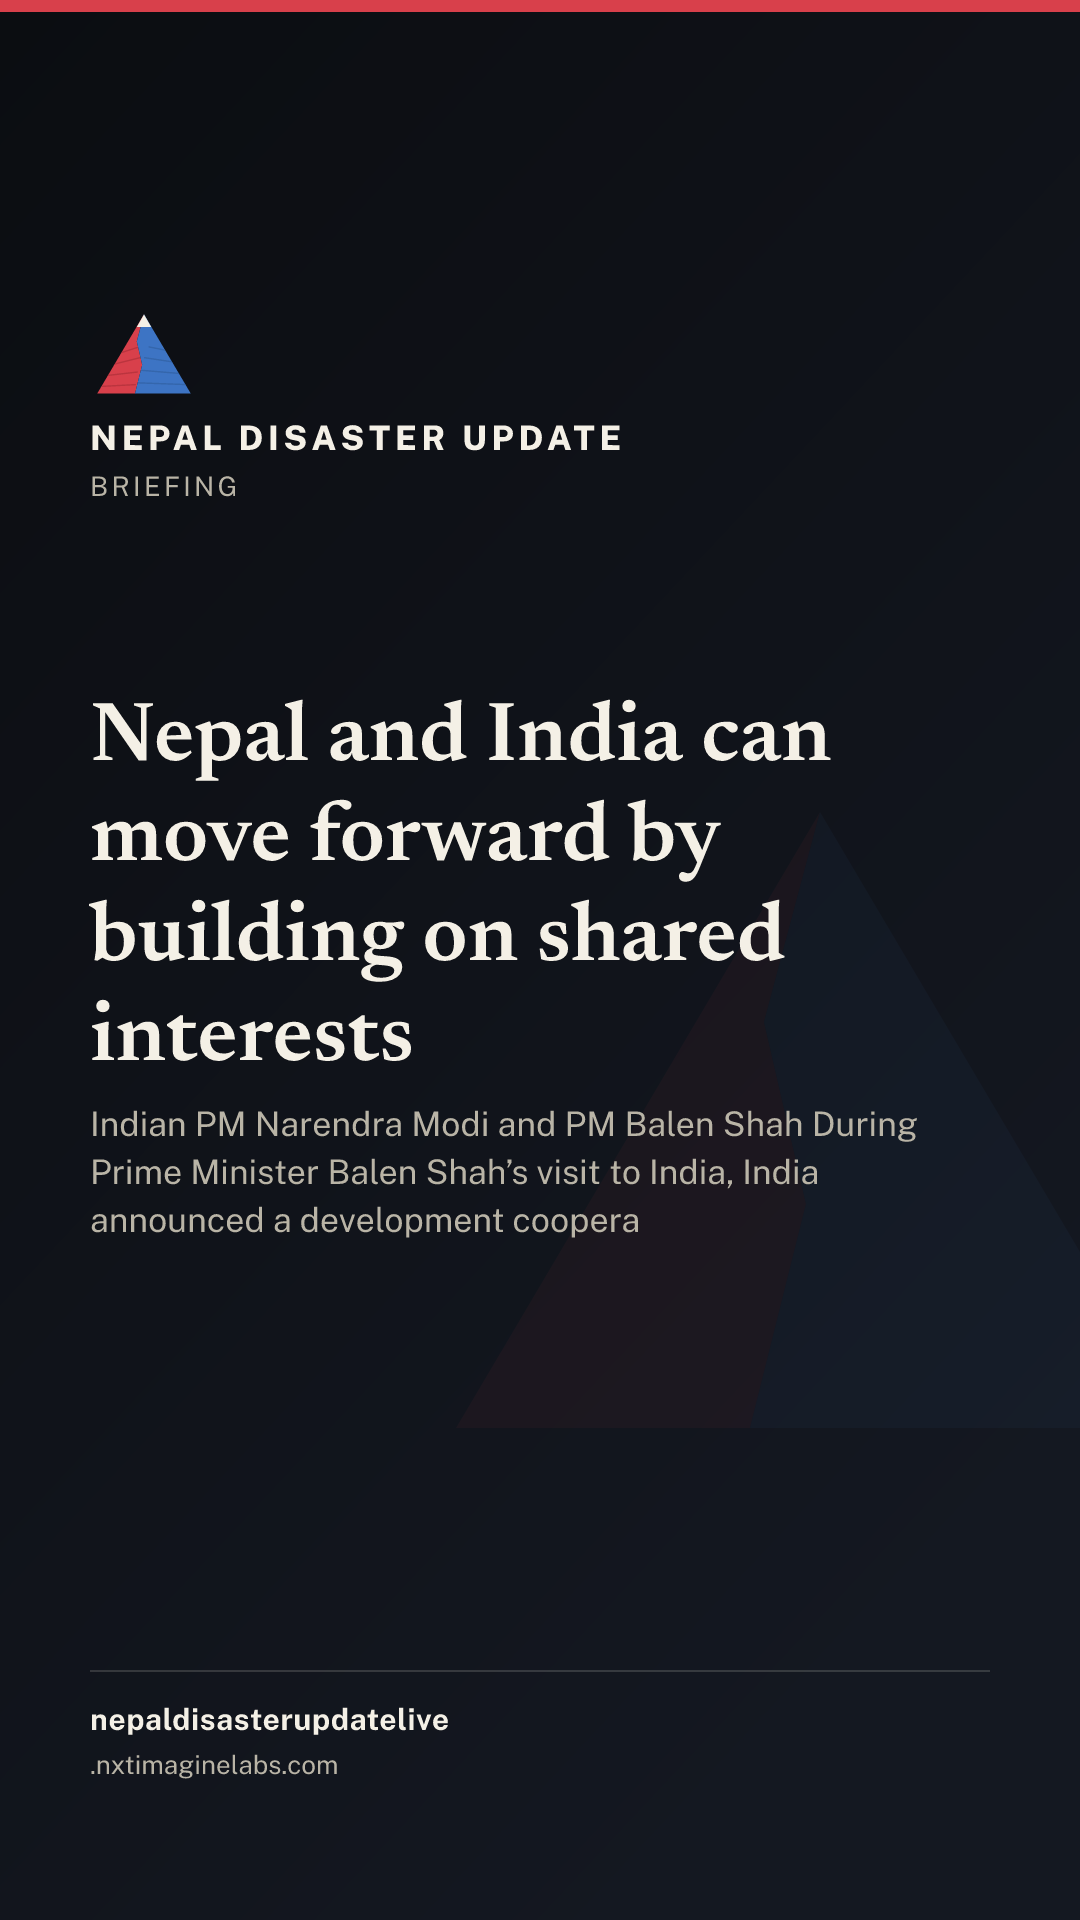 NEPAL DISASTER UPDATE
BRIEFING
Nepal and India can
move forward by
building on shared
interests
Indian PM Narendra Modi and PM Balen Shah During
Prime Minister Balen Shah’s visit to India, India
announced a development coopera
nepaldisasterupdatelive
.nxtimaginelabs.com